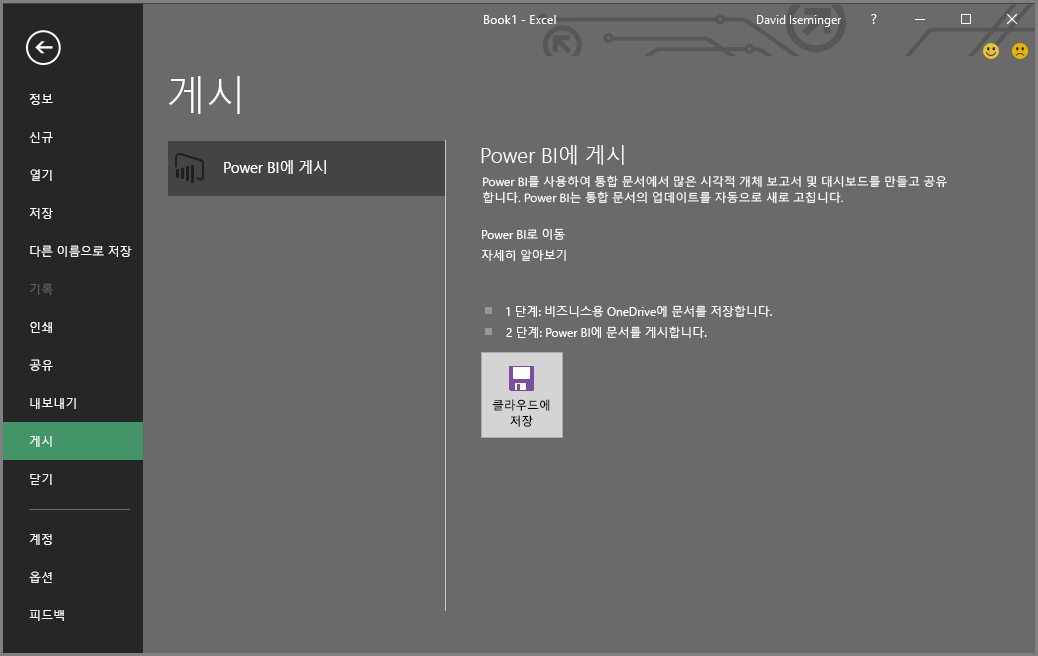 Book1 - Excel
David Iseminger
?
정보
신규
열기
저장
다른 이름으로 저장
기록
인쇄
공유
내보내기
게시
닫기
계정
옵션
피드백
게시
Power BI에 게시
Power BI에 게시
Power BI를 사용하여 통합 문서에서 많은 시각적 개체 보고서 및 대시보드를 만들고 공유
합니다. Power BI는 통합 문서의 업데이트를 자동으로 새로 고칩니다.
Power BI로 이동
자세히 알아보기
1 단계: 비즈니스용 OneDrive에 문서를 저장합니다.
2 단계: Power BI에 문서를 게시합니다.
클라우드에
저장